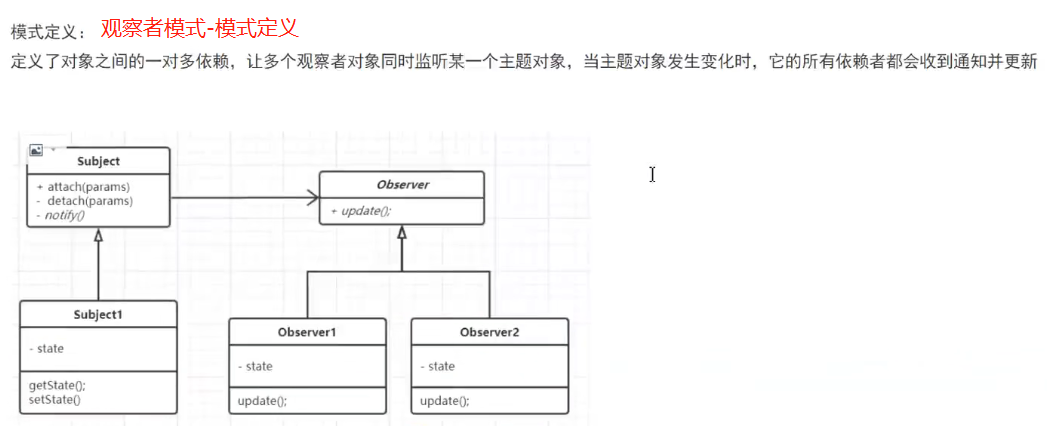 模式定义： 观察者模式-模式定义
定义了对象之间的一对多依赖，让多个观察者对象同时监听某一个主题对象，当主题对象发生变化时，它的所有依赖者都会收到通知并更新
Subject
+ attach(params)
- detach(params)
- notify()
Observer
+ update();
Subject1
- state
getState();
setState()
Observer1
- state
update();
Observer2
- state
update();